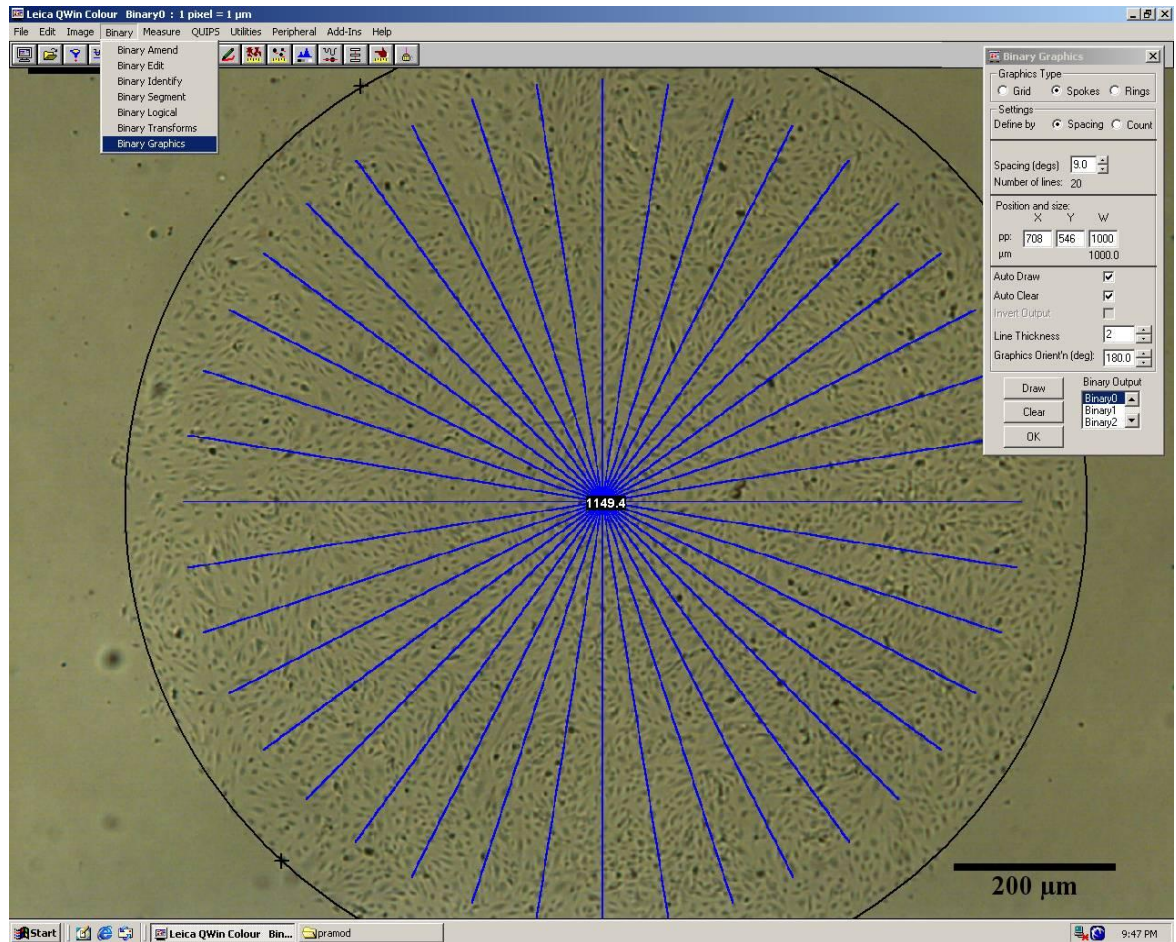 Leica QWin Colour Binary0 : 1 pixel = 1 µm
File Edit Image Binary Measure QUIPS Utilities Peripheral Add-Ins Help
Binary Amend
Binary Edit
Binary Identify
Binary Segment
Binary Logical
Binary Transforms
Binary Graphics
Binary Graphics
Graphics Type
Grid Spokes Rings
Settings
Define by Spacing Count
Spacing (degs) 9.0
Number of lines: 20
Position and size:
X Y W
pp: 708 546 1000
µm 1000.0
Auto Draw
Auto Clear
Invert Output
Line Thickness 2
Graphics Orient'n (deg): 180.0
Draw
Clear
OK
Binary Output
Binary0
Binary1
Binary2
1149.4
200 µm
Start Leica QWin Colour Bin... pramod 9:47 PM